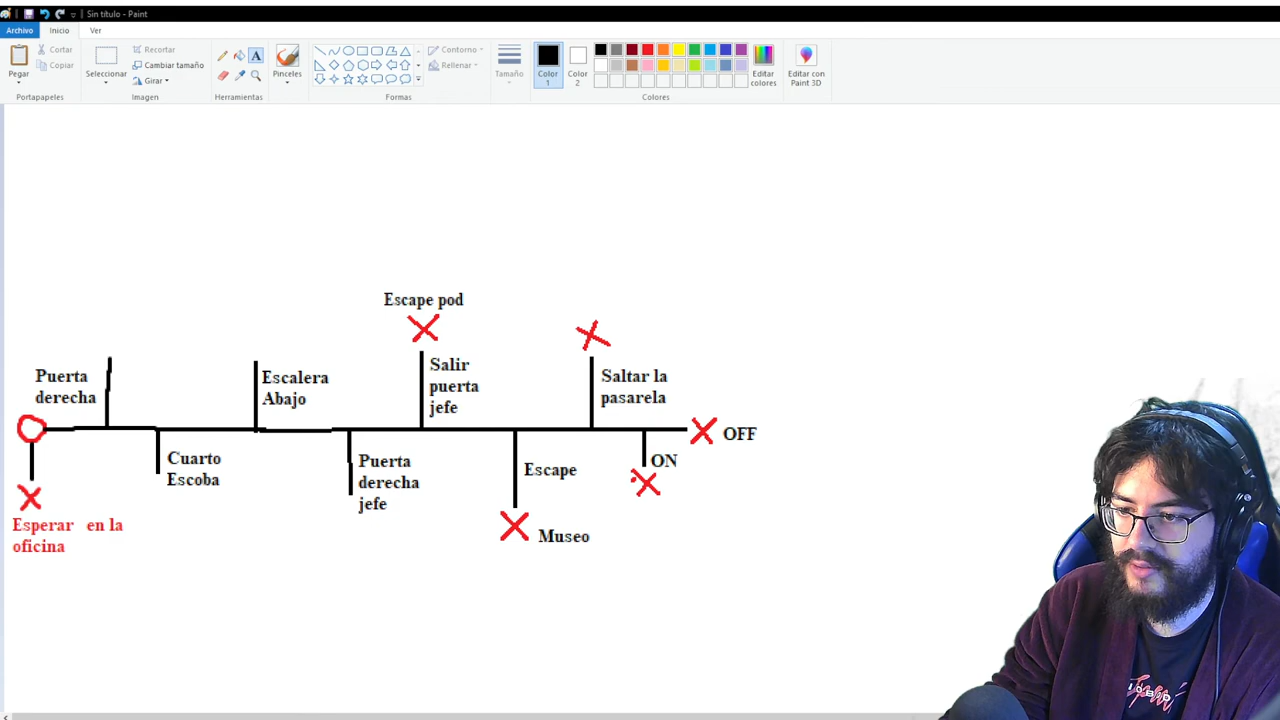 Sin título - Paint
Archivo
Inicio
Ver
Pegar
Cortar
Copiar
Portapapeles
Seleccionar
Recortar
Cambiar tamaño
Girar
Imagen
Herramientas
Pinceles
Formas
Contorno
Rellenar
Tamaño
Color
1
Color
2
Editar
colores
Colores
Editar con
Paint 3D
Escape pod
Puerta
derecha
Escalera
Abajo
Salir
puerta
jefe
Saltar la
pasarela
OFF
Cuarto
Escoba
Puerta
derecha
jefe
Escape
ON
Esperar en la
oficina
Museo